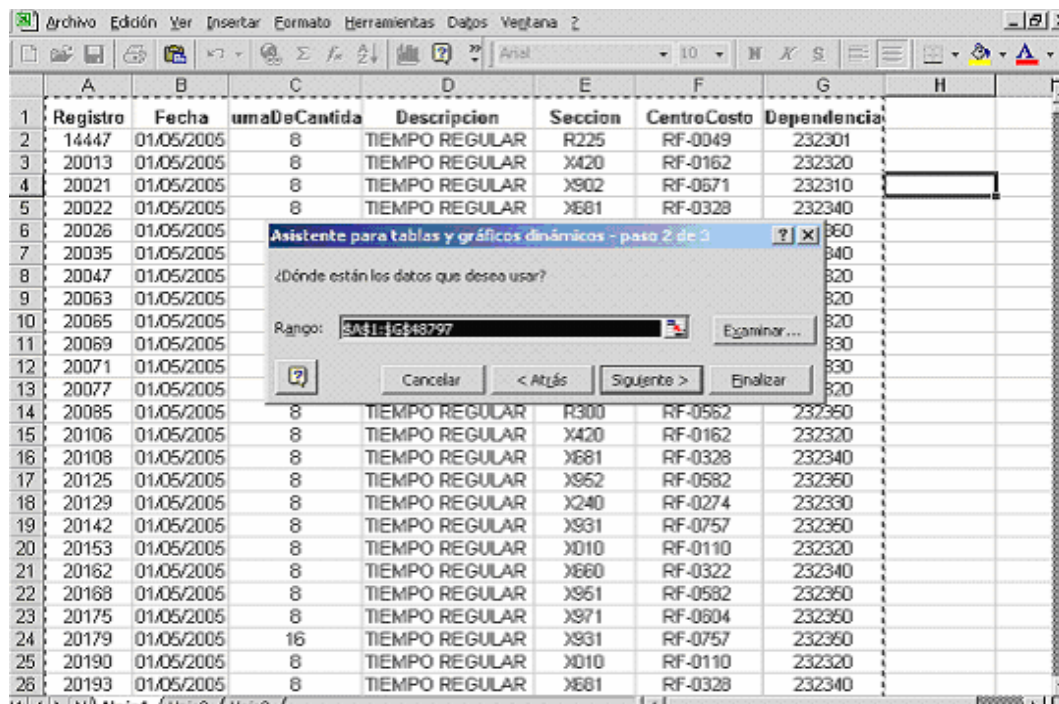 Archivo Edición Ver Insertar Formato Herramientas Datos Ventana ?
Arial 10 N K S
A B C D E F G H
1 Registro Fecha umaDeCantida Descripcion Seccion CentroCosto Dependencia
2 14447 01/05/2005 8 TIEMPO REGULAR R225 RF-0049 232301
3 20013 01/05/2005 8 TIEMPO REGULAR X420 RF-0162 232320
4 20021 01/05/2005 8 TIEMPO REGULAR X902 RF-0671 232310
5 20022 01/05/2005 8 TIEMPO REGULAR X681 RF-0328 232340
6 20026 01/05/2005 360
7 20035 01/05/2005 340
8 20047 01/05/2005 320
9 20063 01/05/2005 320
10 20065 01/05/2005 320
11 20069 01/05/2005 330
12 20071 01/05/2005 330
13 20077 01/05/2005 320
Asistente para tablas y gráficos dinámicos - paso 2 de 3
¿Dónde están los datos que desea usar?
Rango: $A$1:$G$48797 Examinar...
Cancelar < Atrás Siguiente > Finalizar
14 20085 01/05/2005 8 TIEMPO REGULAR R300 RF-0562 232350
15 20106 01/05/2005 8 TIEMPO REGULAR X420 RF-0162 232320
16 20108 01/05/2005 8 TIEMPO REGULAR X681 RF-0328 232340
17 20125 01/05/2005 8 TIEMPO REGULAR X952 RF-0582 232350
18 20129 01/05/2005 8 TIEMPO REGULAR X240 RF-0274 232330
19 20142 01/05/2005 8 TIEMPO REGULAR X931 RF-0757 232350
20 20153 01/05/2005 8 TIEMPO REGULAR X010 RF-0110 232320
21 20162 01/05/2005 8 TIEMPO REGULAR X660 RF-0322 232340
22 20168 01/05/2005 8 TIEMPO REGULAR X951 RF-0582 232350
23 20175 01/05/2005 8 TIEMPO REGULAR X971 RF-0604 232350
24 20179 01/05/2005 16 TIEMPO REGULAR X931 RF-0757 232350
25 20190 01/05/2005 8 TIEMPO REGULAR X010 RF-0110 232320
26 20193 01/05/2005 8 TIEMPO REGULAR X681 RF-0328 232340